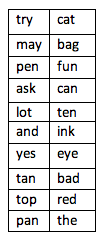 try cat
may bag
pen fun
ask can
lot ten
and ink
yes eye
tan bad
top red
pan the